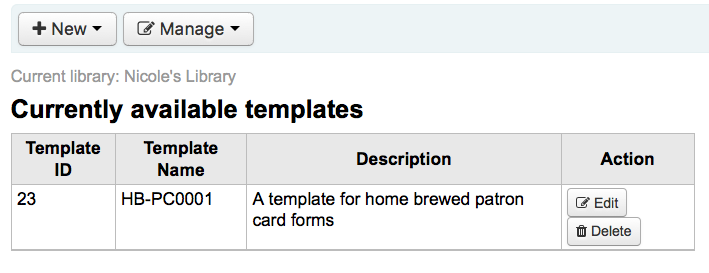 New Manage
Current library: Nicole's Library
Currently available templates
Template ID Template Name Description Action
23 HB-PC0001 A template for home brewed patron card forms Edit
Delete